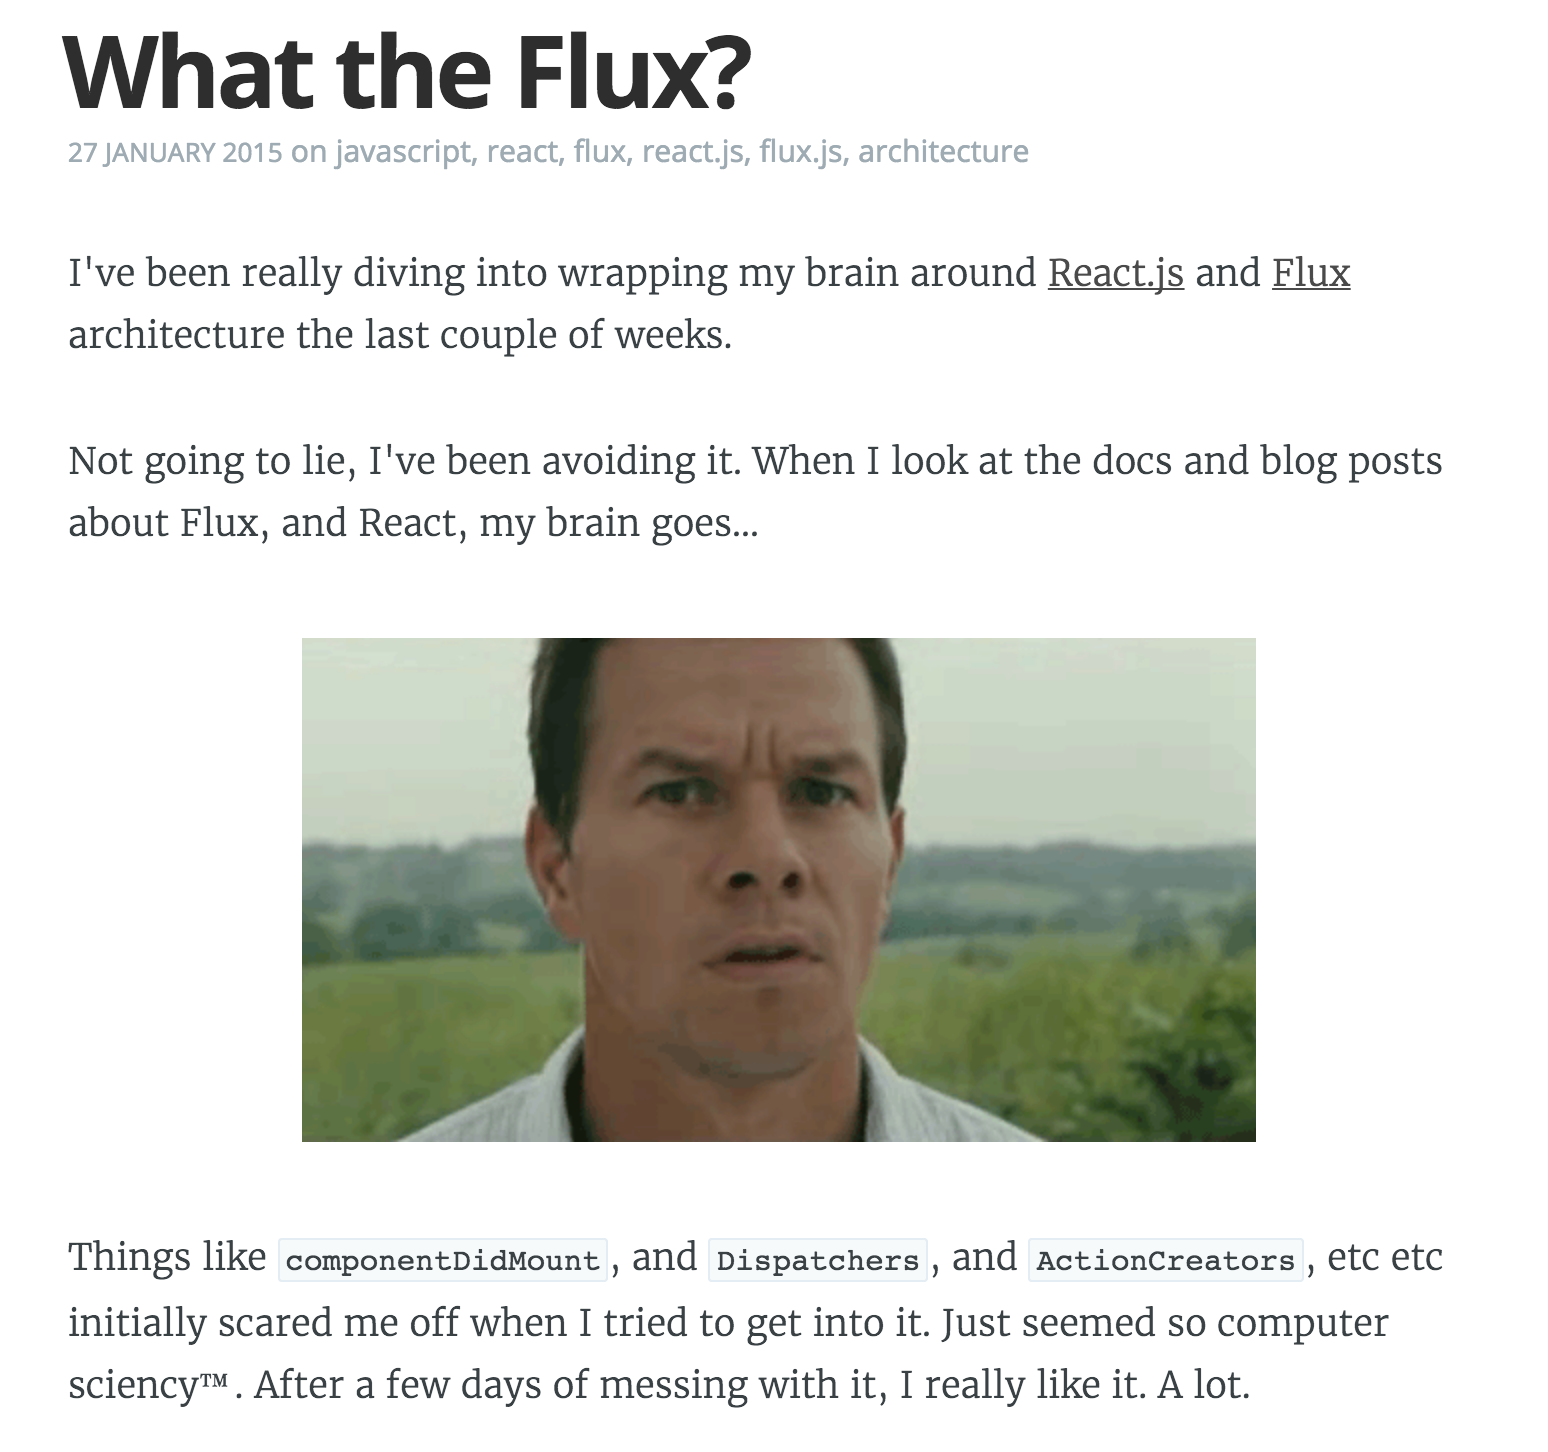 What the Flux?
27 JANUARY 2015 on javascript, react, flux, react.js, flux.js, architecture
I've been really diving into wrapping my brain around React.js and Flux
architecture the last couple of weeks.
Not going to lie, I've been avoiding it. When I look at the docs and blog posts
about Flux, and React, my brain goes...
Things like componentDidMount, and Dispatchers, and ActionCreators, etc etc
initially scared me off when I tried to get into it. Just seemed so computer
sciency™. After a few days of messing with it, I really like it. A lot.